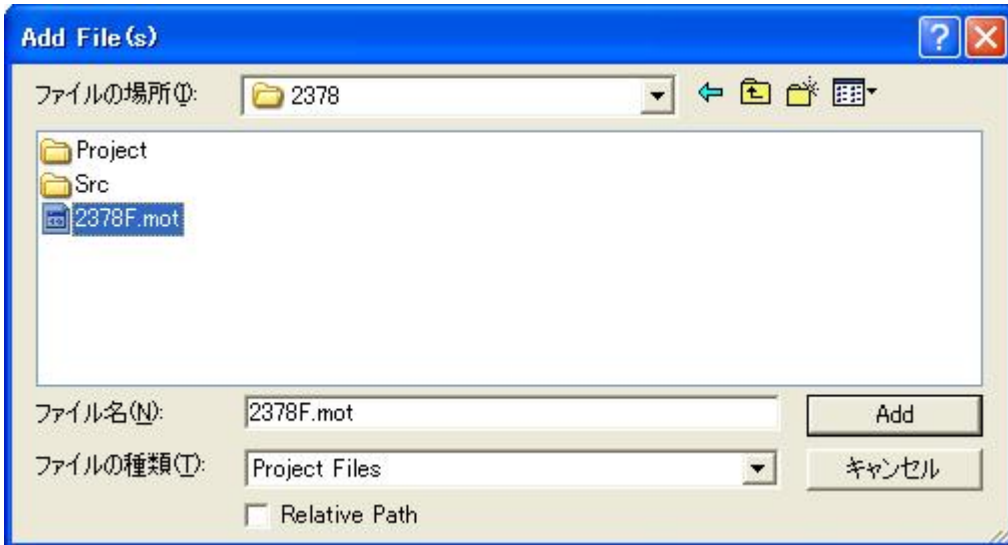 Add File(s)
ファイルの場所(I):
2378
Project
Src
2378F.mot
ファイル名(N):
2378F.mot
Add
ファイルの種類(T):
Project Files
キャンセル
Relative Path